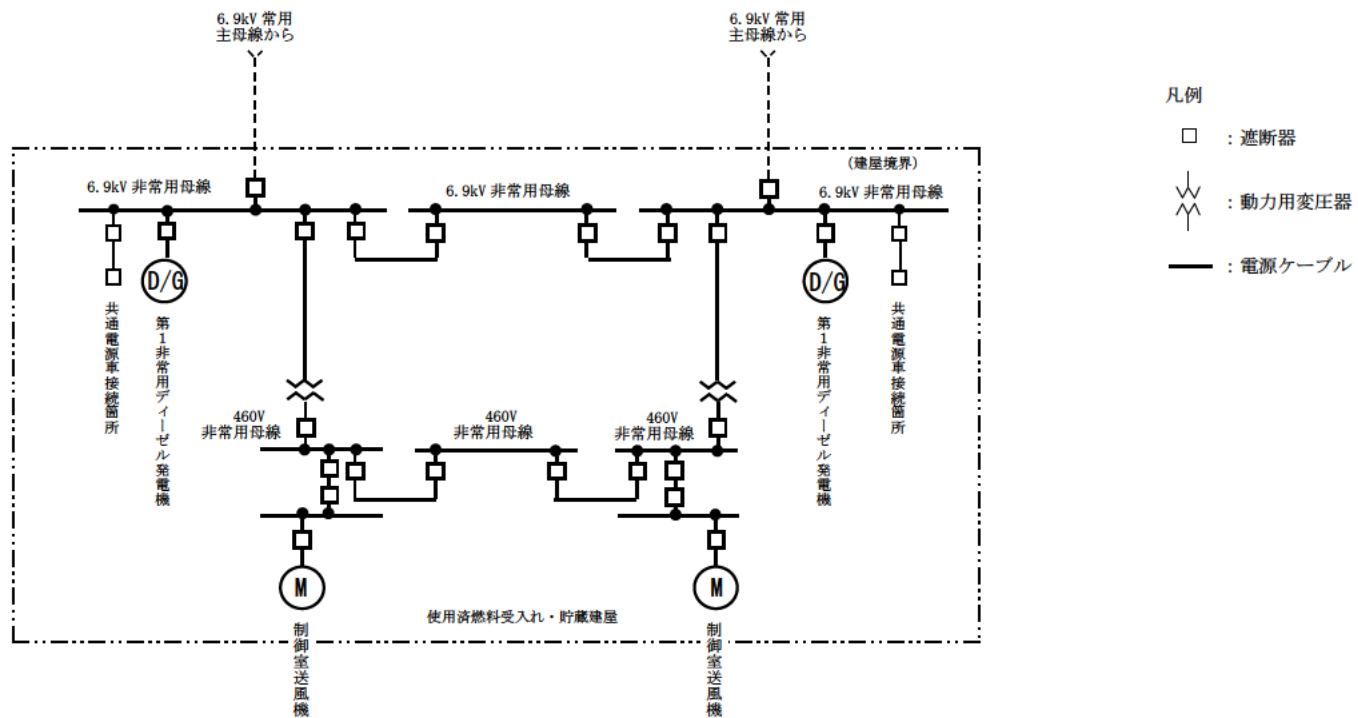 6.9kV 常用
主母線から
6.9kV 常用
主母線から
凡例
：遮断器
：動力用変圧器
：電源ケーブル
(建屋境界)
6.9kV 非常用母線
6.9kV 非常用母線
6.9kV 非常用母線
D/G
D/G
共通電源車接続箇所
第1非常用ディーゼル発電機
第1非常用ディーゼル発電機
共通電源車接続箇所
460V
非常用母線
460V
非常用母線
460V
非常用母線
M
M
使用済燃料受入れ・貯蔵建屋
制御室送風機
制御室送風機